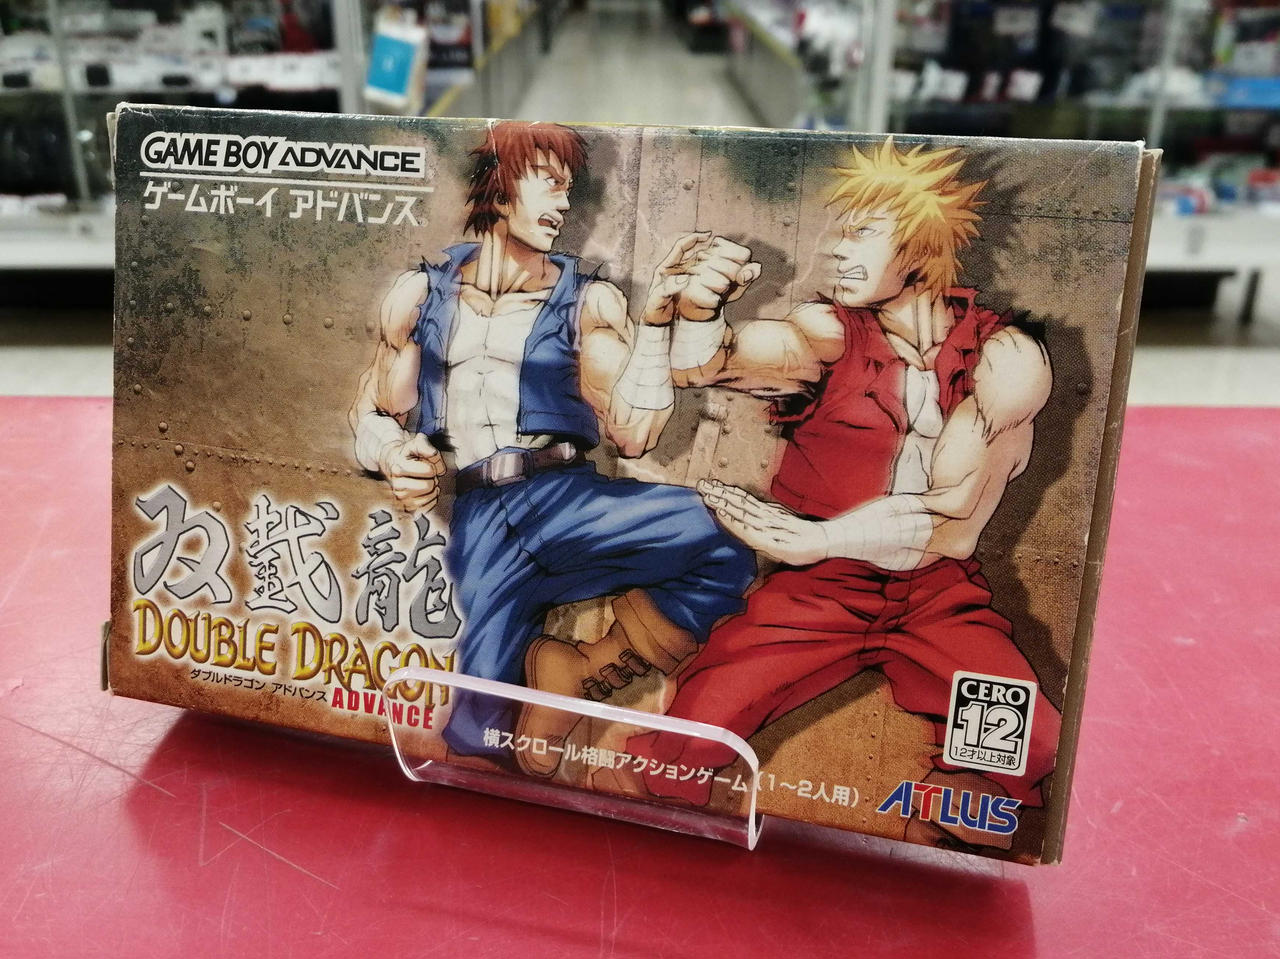 GAME BOY ADVANCE
ゲームボーイ アドバンス
双截龍
DOUBLE DRAGON
ダブルドラゴン アドバンス
ADVANCE
横スクロール格闘アクションゲーム(1〜2人用)
CERO
12
12才以上対象
ATLUS